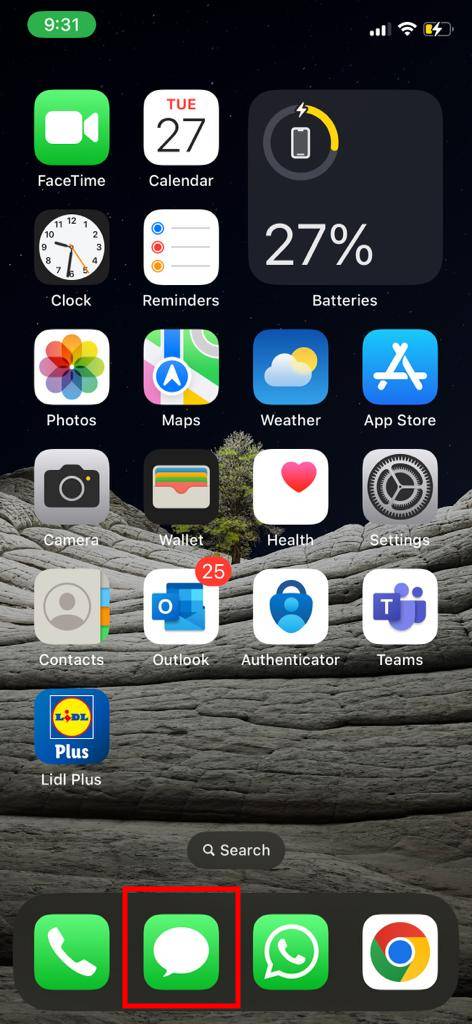 9:31
TUE
27
FaceTime
Calendar
27%
Clock
Reminders
Batteries
Photos
Maps
Weather
App Store
Camera
Wallet
Health
Settings
25
Contacts
Outlook
Authenticator
Teams
LIDL
Plus
Lidl Plus
Search